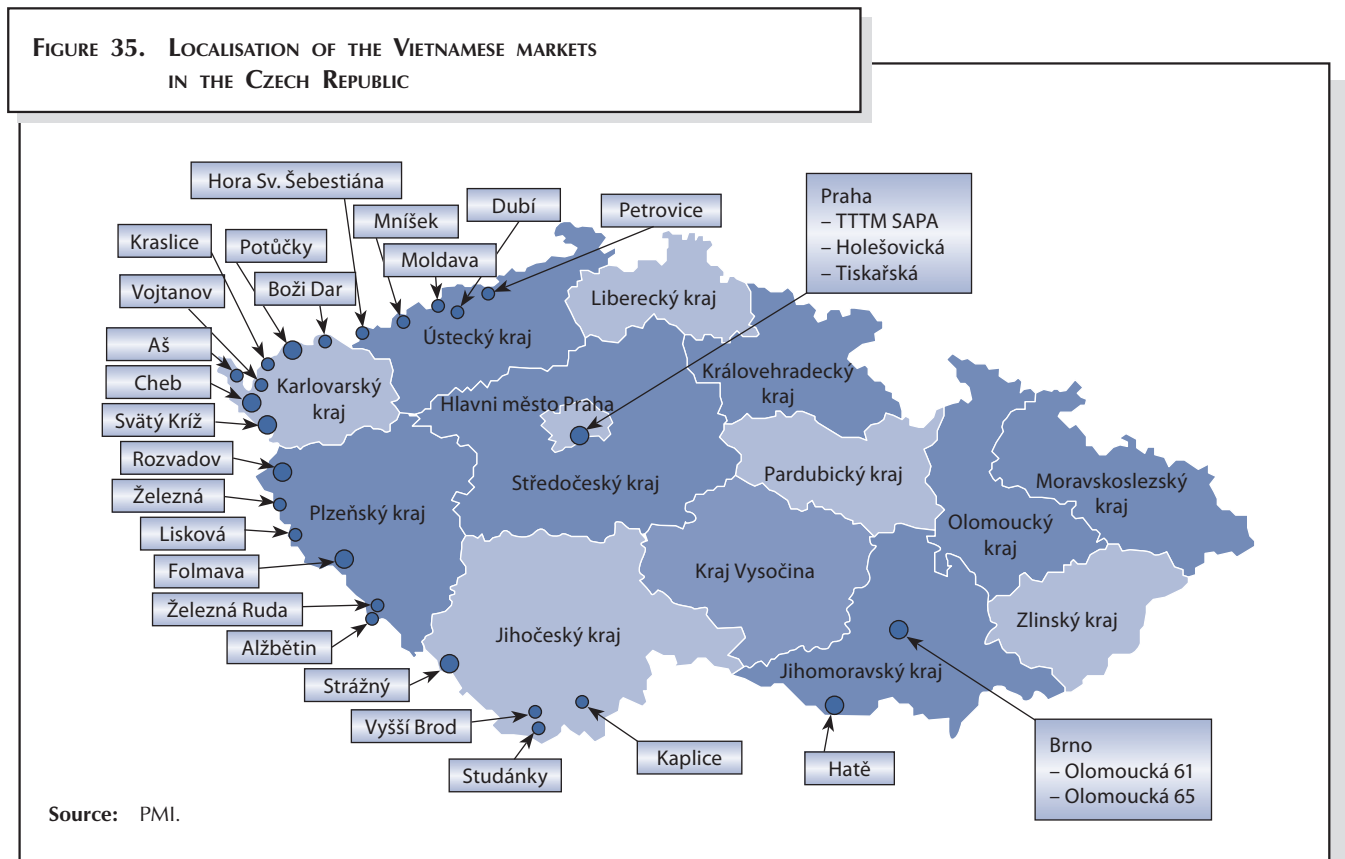 FIGURE 35. LOCALISATION OF THE VIETNAMESE MARKETS
IN THE CZECH REPUBLIC
Hora Sv. Šebestiána
Dubí
Mníšek
Petrovice
Kraslice
Potůčky
Moldava
Vojtanov
Boži Dar
Aš
Cheb
Svätý Kríž
Rozvadov
Železná
Lisková
Folmava
Železná Ruda
Alžbětin
Strážný
Vyšší Brod
Studánky
Kaplice
Hatě
Praha
– TTTM SAPA
– Holešovická
– Tiskařská
Brno
– Olomoucká 61
– Olomoucká 65
Liberecký kraj
Ústecký kraj
Karlovarský
kraj
Královehradecký
kraj
Hlavni město Praha
Středočeský kraj
Pardubický kraj
Plzeňský kraj
Moravskoslezský
kraj
Olomoucký
kraj
Kraj Vysočina
Jihočeský kraj
Zlinský kraj
Jihomoravský kraj
Source: PMI.